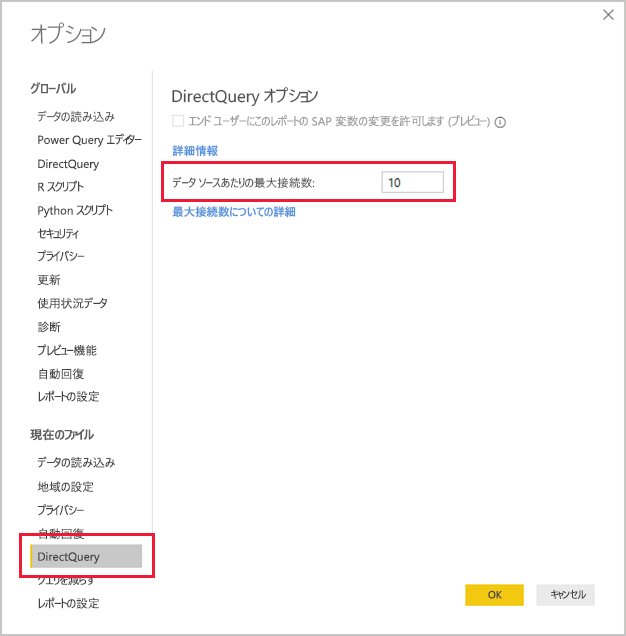 オプション
グローバル
データの読み込み
Power Query エディター
DirectQuery
R スクリプト
Python スクリプト
セキュリティ
プライバシー
更新
使用状況データ
診断
プレビュー機能
自動回復
レポートの設定
現在のファイル
データの読み込み
地域の設定
プライバシー
自動回復
DirectQuery
クエリを減らす
レポートの設定
DirectQuery オプション
エンド ユーザーにこのレポートの SAP 変数の変更を許可します (プレビュー)
詳細情報
データ ソースあたりの最大接続数: 10
最大接続数についての詳細
OK キャンセル